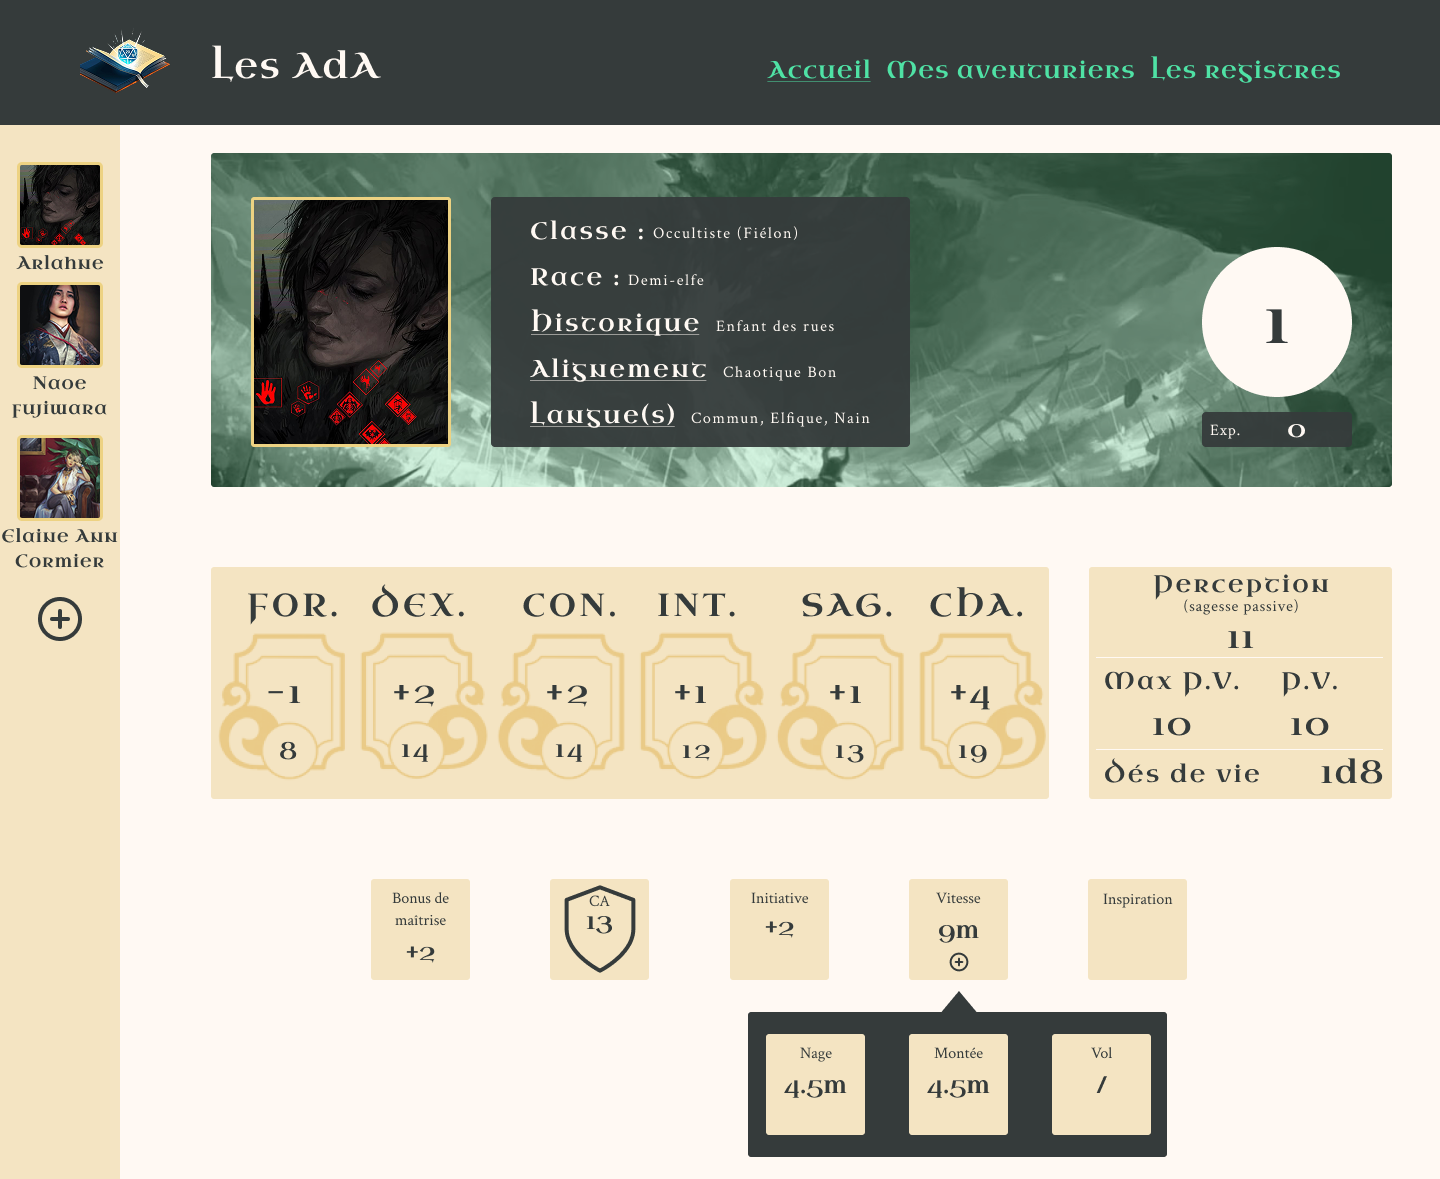 Les AdA
Accueil Mes aventuriers Les registres
Arlahne
Naoe
Fujiwara
Elaine Ann
Cormier
Classe : Occultiste (Fiélon)
Race : Demi-elfe
Historique Enfant des rues
Alignement Chaotique Bon
Langue(s) Commun, Elfique, Nain
1
Exp. 0
FOR. DEX. CON. INT. SAG. CHA.
-1 +2 +2 +1 +1 +4
8 14 14 12 13 19
Perception
(sagesse passive)
11
Max P.V. P.V.
10 10
Dés de vie 1d8
Bonus de
maîtrise
+2
CA
13
Initiative
+2
Vitesse
9m
Inspiration
Nage
4.5m
Montée
4.5m
Vol
/